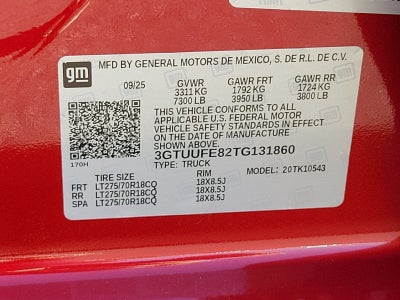 gm
MFD BY GENERAL MOTORS DE MEXICO, S. DE R.L. DE C.V.
09/25 GVWR GAWR FRT GAWR RR
3311 KG 1792 KG 1724 KG
7300 LB 3950 LB 3800 LB
THIS VEHICLE CONFORMS TO ALL
APPLICABLE U.S. FEDERAL MOTOR
VEHICLE SAFETY STANDARDS IN EFFECT
ON THE DATE OF MANUFACTURE
SHOWN ABOVE.
3GTUUFE82TG131860
170H
TYPE: TRUCK MODEL: 20TK10543
TIRE SIZE RIM
FRT LT275/70R18CQ 18X8.5J
RR LT275/70R18CQ 18X8.5J
SPA LT275/70R18CQ 18X8.5J